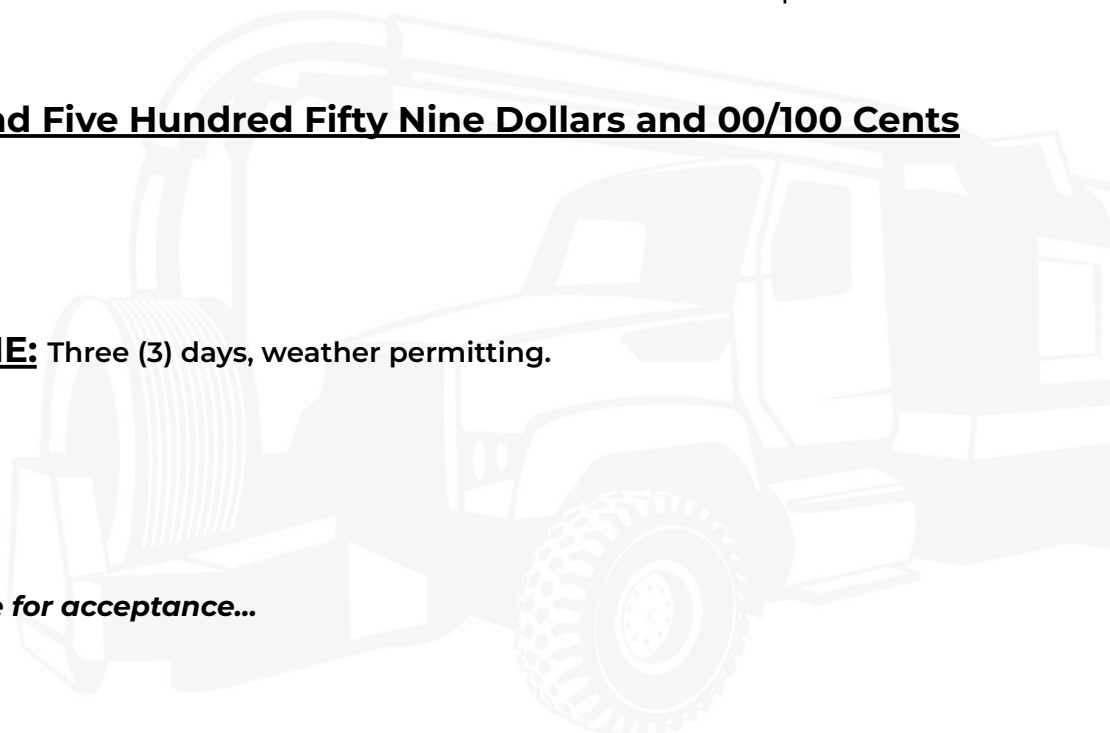 nd Five Hundred Fifty Nine Dollars and 00/100 Cents
IE: Three (3) days, weather permitting.
e for acceptance...